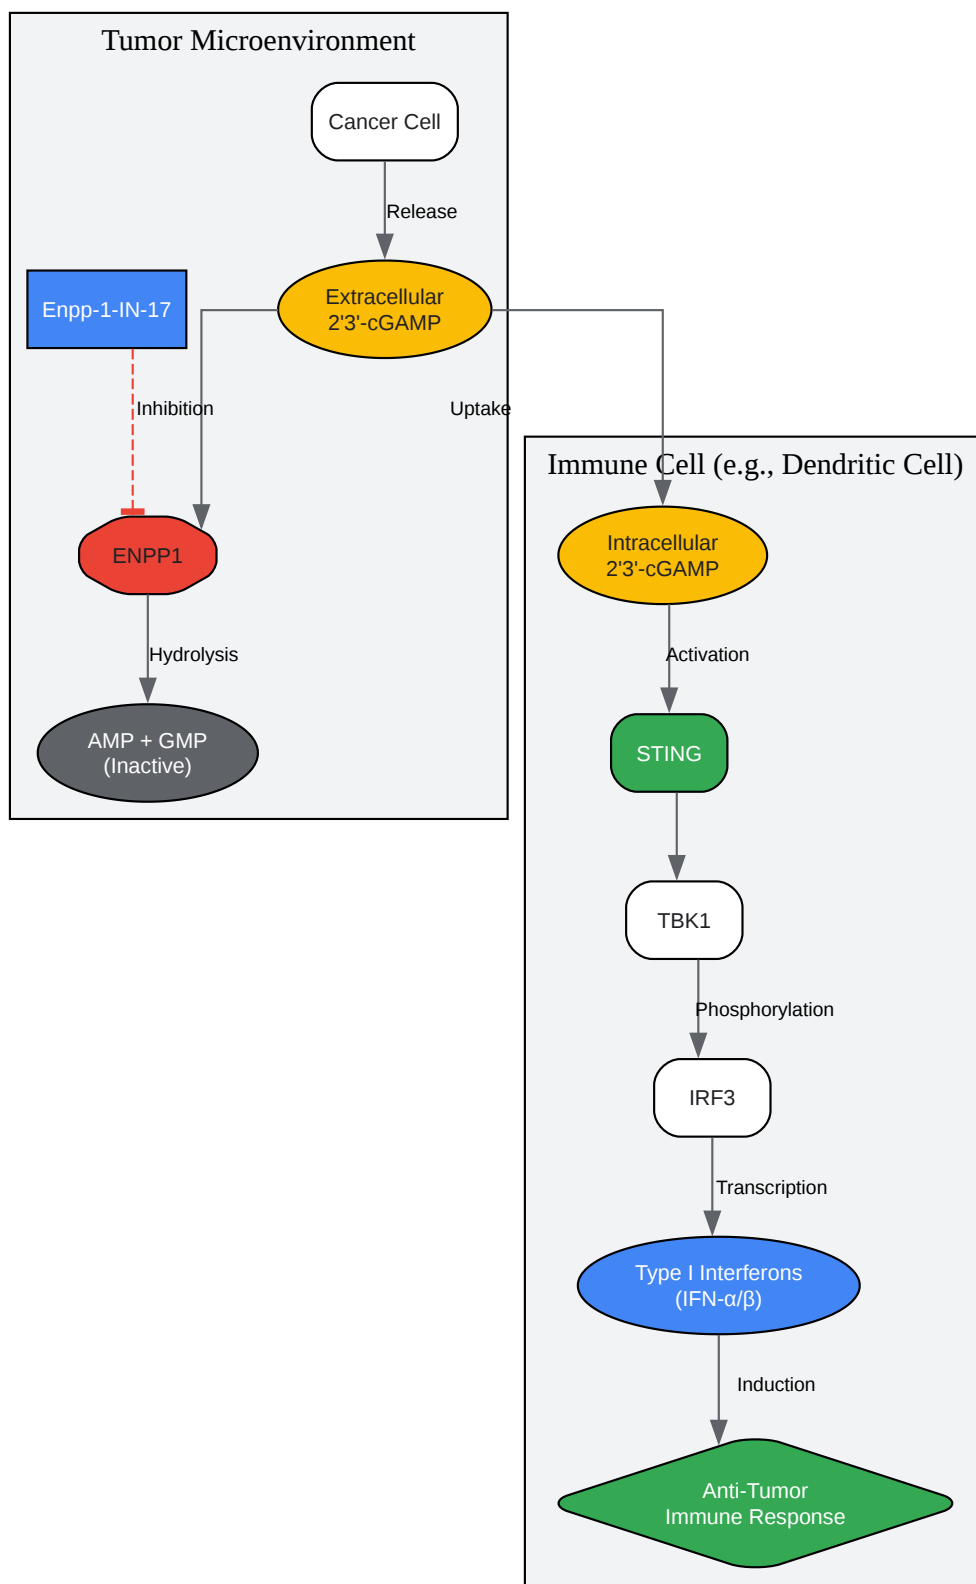 Tumor Microenvironment
Cancer Cell
Release
Extracellular
2'3'-cGAMP
Enpp-1-IN-17
Inhibition
Uptake
ENPP1
Hydrolysis
AMP + GMP
(Inactive)
Immune Cell (e.g., Dendritic Cell)
Intracellular
2'3'-cGAMP
Activation
STING
TBK1
Phosphorylation
IRF3
Transcription
Type I Interferons
(IFN-α/β)
Induction
Anti-Tumor
Immune Response